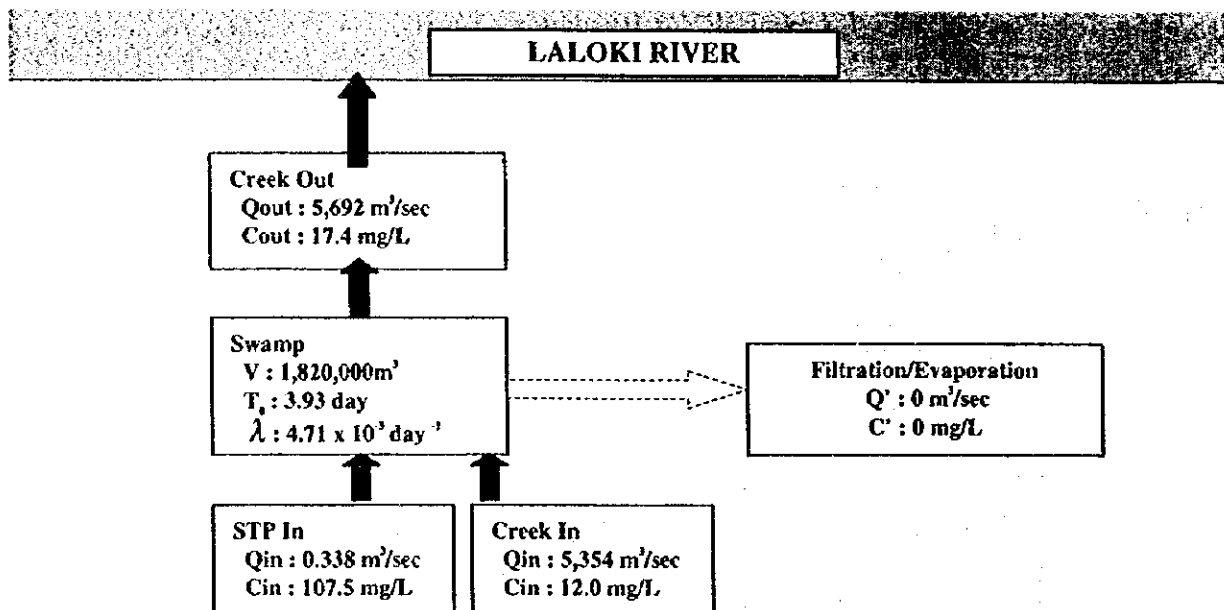 LALOKI RIVER
Creek Out
Qout : 5,692 m³/sec
Cout : 17.4 mg/L
Swamp
V : 1,820,000m³
T₀ : 3.93 day
λ : 4.71 x 10⁻³ day ⁻¹
Filtration/Evaporation
Q' : 0 m³/sec
C' : 0 mg/L
STP In
Qin : 0.338 m³/sec
Cin : 107.5 mg/L
Creek In
Qin : 5,354 m³/sec
Cin : 12.0 mg/L